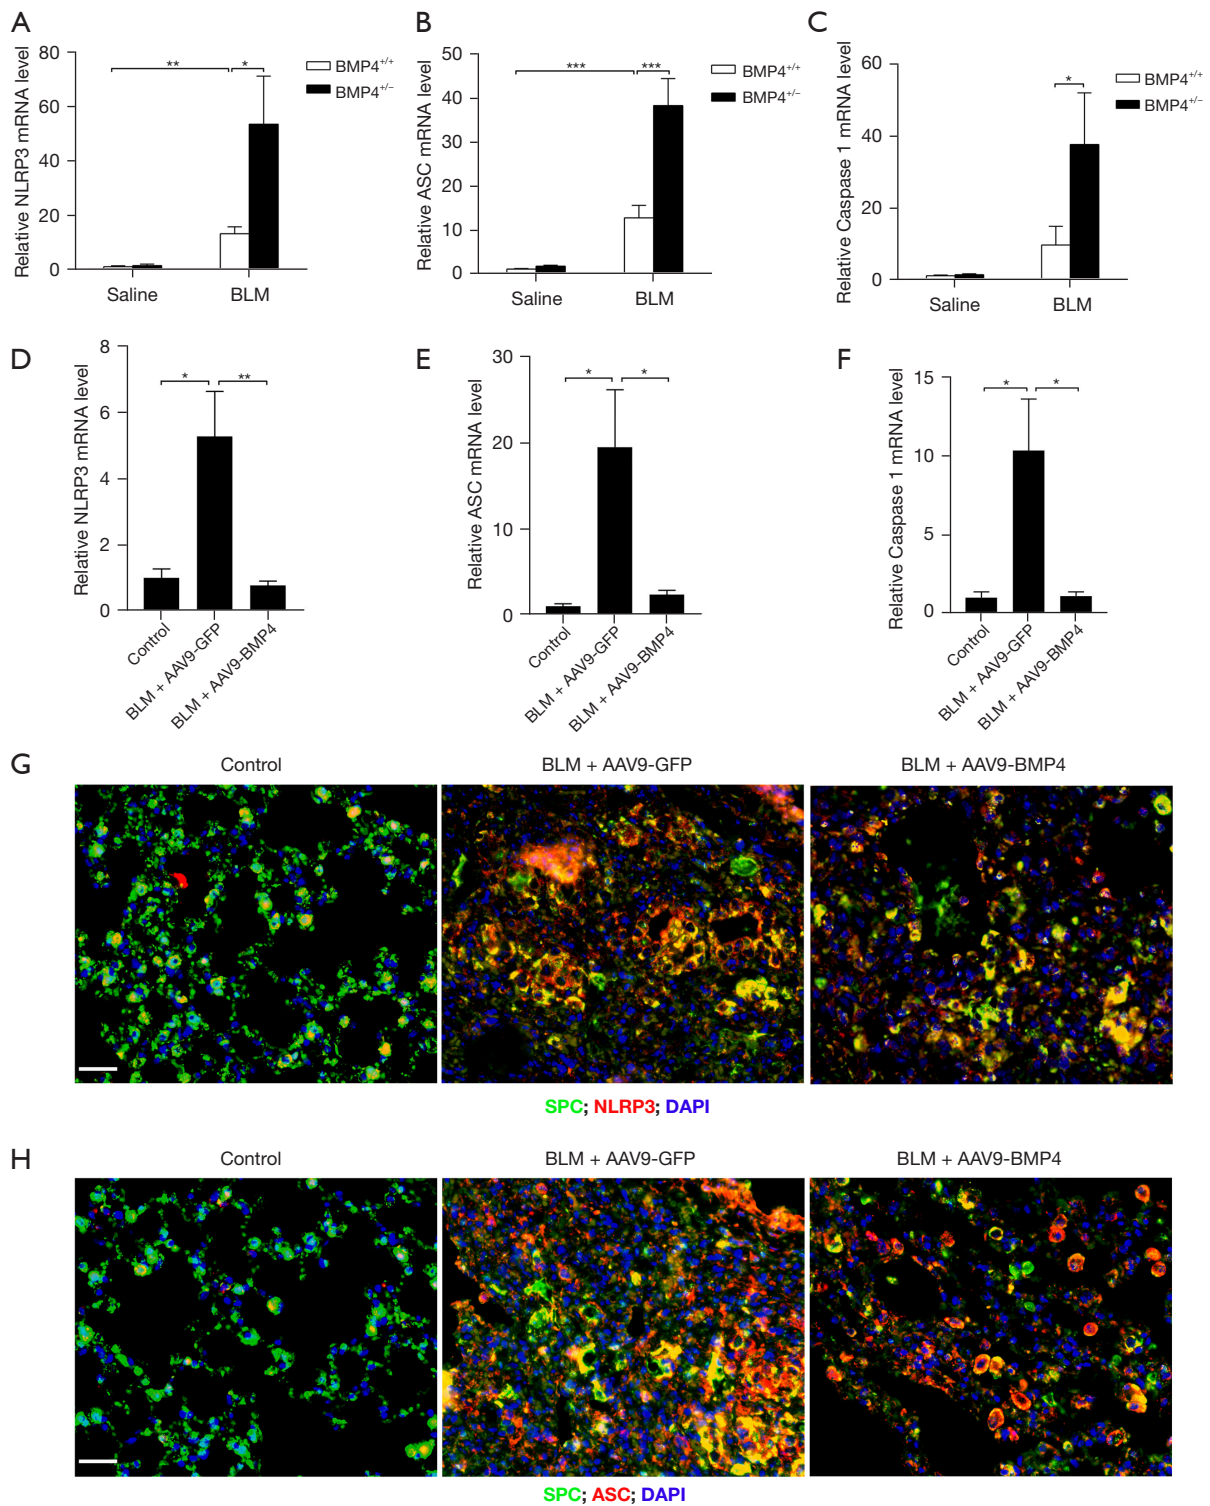 A
Relative NLRP3 mRNA level
80
60
40
20
0
**
*
BMP4+/+
BMP4+/−
Saline
BLM
B
Relative ASC mRNA level
50
40
30
20
10
0
***
***
BMP4+/+
BMP4+/−
Saline
BLM
C
Relative Caspase 1 mRNA level
60
40
20
0
*
BMP4+/+
BMP4+/−
Saline
BLM
D
Relative NLRP3 mRNA level
8
6
4
2
0
*
**
Control
BLM + AAV9-GFP
BLM + AAV9-BMP4
E
Relative ASC mRNA level
30
20
10
0
*
*
Control
BLM + AAV9-GFP
BLM + AAV9-BMP4
F
Relative Caspase 1 mRNA level
15
10
5
0
*
*
Control
BLM + AAV9-GFP
BLM + AAV9-BMP4
G
Control
BLM + AAV9-GFP
BLM + AAV9-BMP4
SPC; NLRP3; DAPI
H
Control
BLM + AAV9-GFP
BLM + AAV9-BMP4
SPC; ASC; DAPI